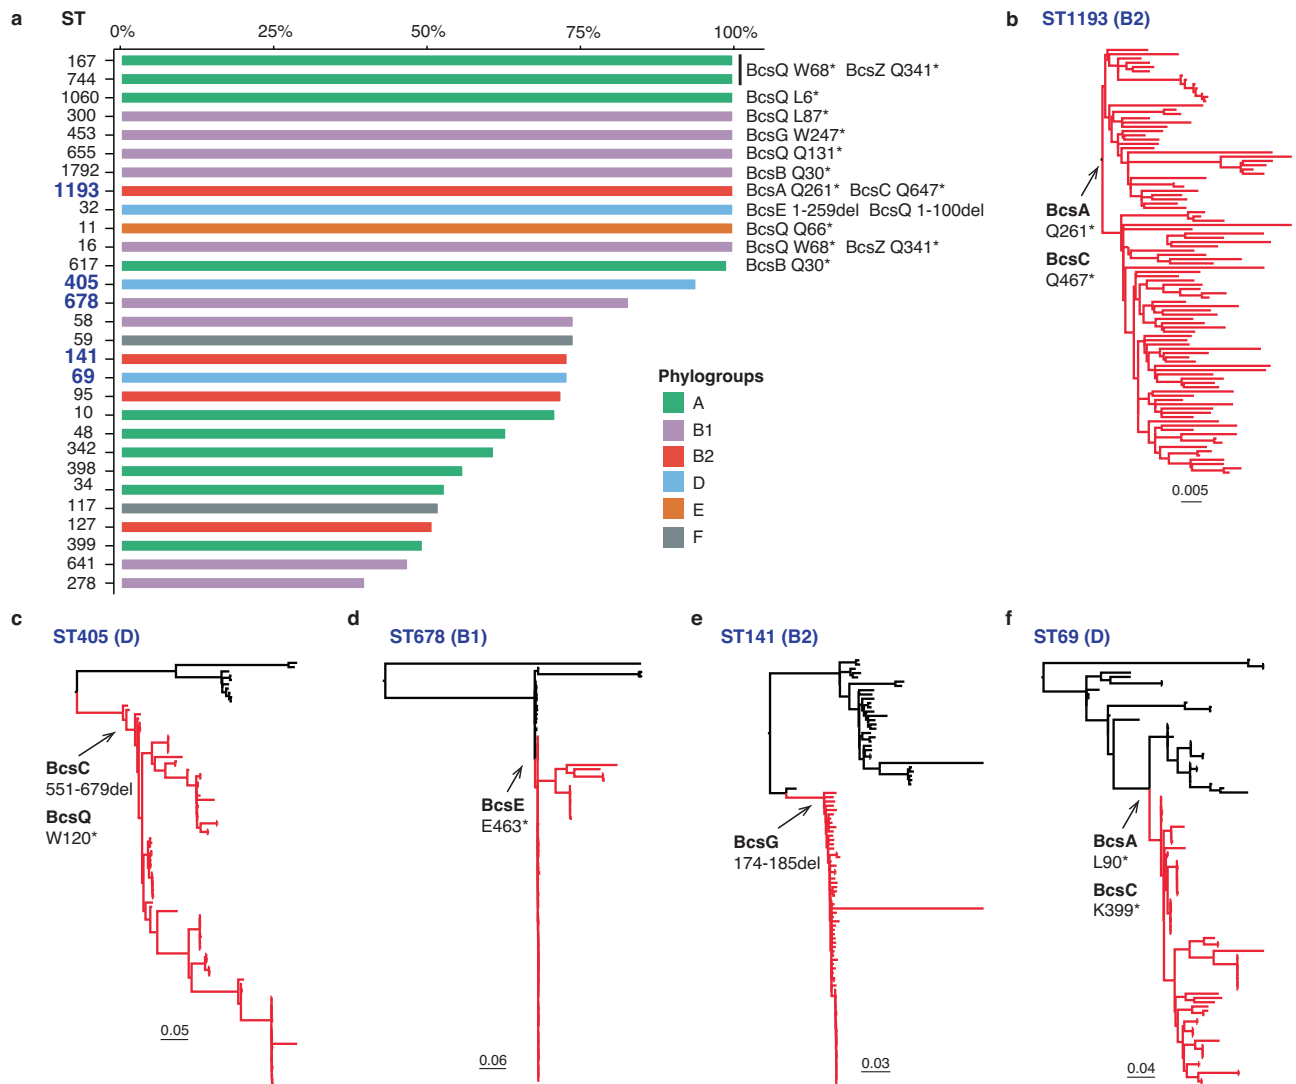 a
ST
0% 25% 50% 75% 100%
167
744
BcsQ W68* BcsZ Q341*
1060 BcsQ L6*
300 BcsQ L87*
453 BcsG W247*
655 BcsQ Q131*
1792 BcsB Q30*
1193 BcsA Q261* BcsC Q647*
32 BcsE 1-259del BcsQ 1-100del
11 BcsQ Q66*
16 BcsQ W68* BcsZ Q341*
617 BcsB Q30*
405
678
58
59
141
69
95
10
48
342
398
34
117
127
399
641
278
Phylogroups
A
B1
B2
D
E
F
b ST1193 (B2)
BcsA
Q261*
BcsC
Q467*
0.005
c ST405 (D)
BcsC
551-679del
BcsQ
W120*
0.05
d ST678 (B1)
BcsE
E463*
0.06
e ST141 (B2)
BcsG
174-185del
0.03
f ST69 (D)
BcsA
L90*
BcsC
K399*
0.04